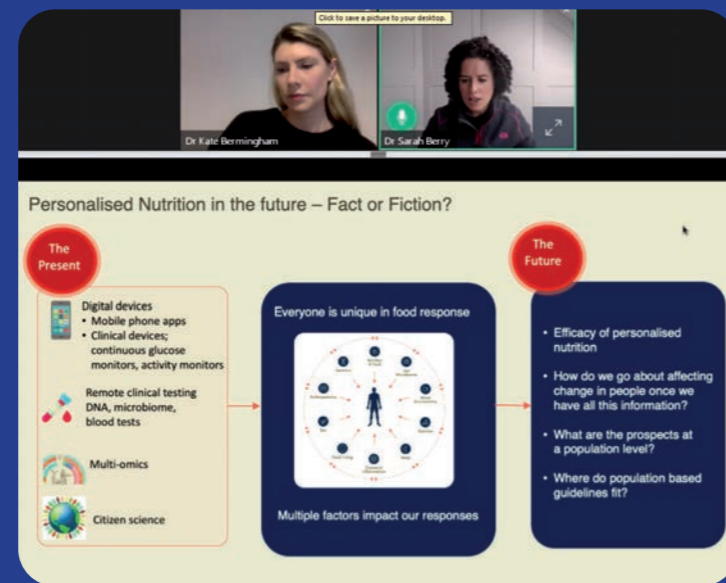 Click to save a picture to your desktop.
Dr Kate Bermingham
Dr Sarah Berry
Personalised Nutrition in the future – Fact or Fiction?
The
Present
Digital devices
• Mobile phone apps
• Clinical devices;
continuous glucose
monitors, activity monitors
Remote clinical testing
DNA, microbiome,
blood tests
Multi-omics
Citizen science
Everyone is unique in food response
Multiple factors impact our responses
The
Future
• Efficacy of personalised
nutrition
• How do we go about affecting
change in people once we
have all this information?
• What are the prospects at
a population level?
• Where do population based
guidelines fit?